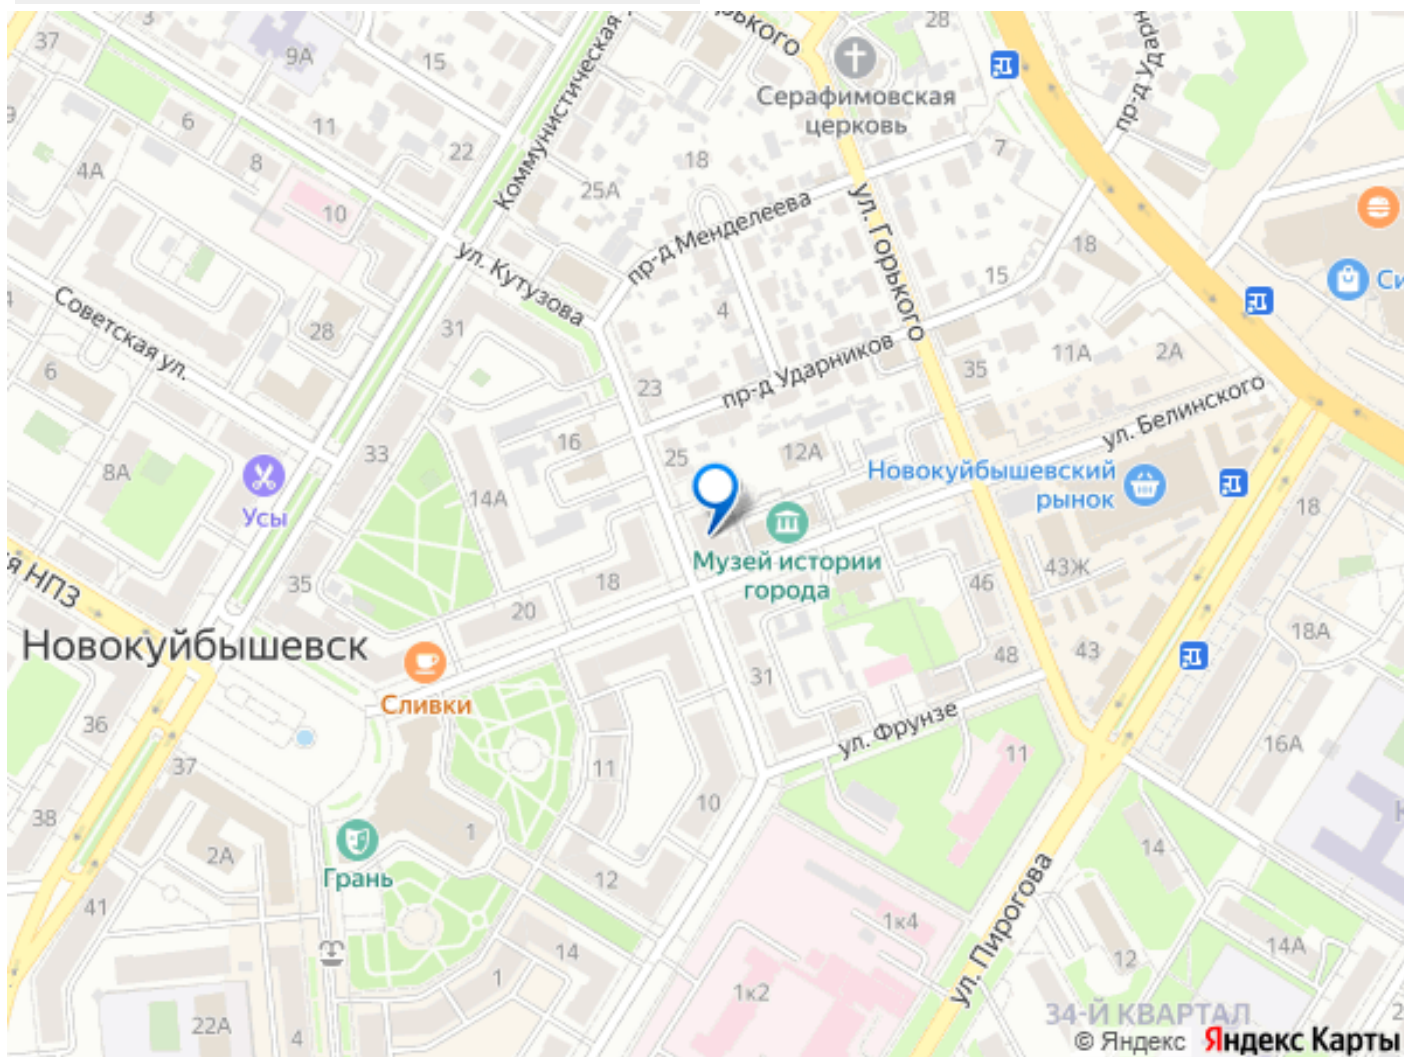 37
3
9А
15
Коммунистическая
Горького
28
Серафимовская
церковь
пр-д Ударн
6
11
8
4А
22
10
25А
18
7
пр-д Менделеева
ул. Горького
ул. Кутузова
18
15
Си
Советская ул.
4
28
31
4
6
23
пр-д Ударников
35
11А
2А
ул. Белинского
33
16
25
12А
8А
14А
Новокуйбышевский
рынок
Усы
18
я НПЗ
35
20
18
Музей истории
города
46
43Ж
Новокуйбышевск
31
48
43
18А
Сливки
36
37
ул. Фрунзе
11
16А
11
10
38
2А
1
Грань
12
14
41
14
1к4
ул. Пирогова
12
14А
1
1к2
22А
4
34-Й КВАРТАЛ
© Яндекс Яндекс Карты